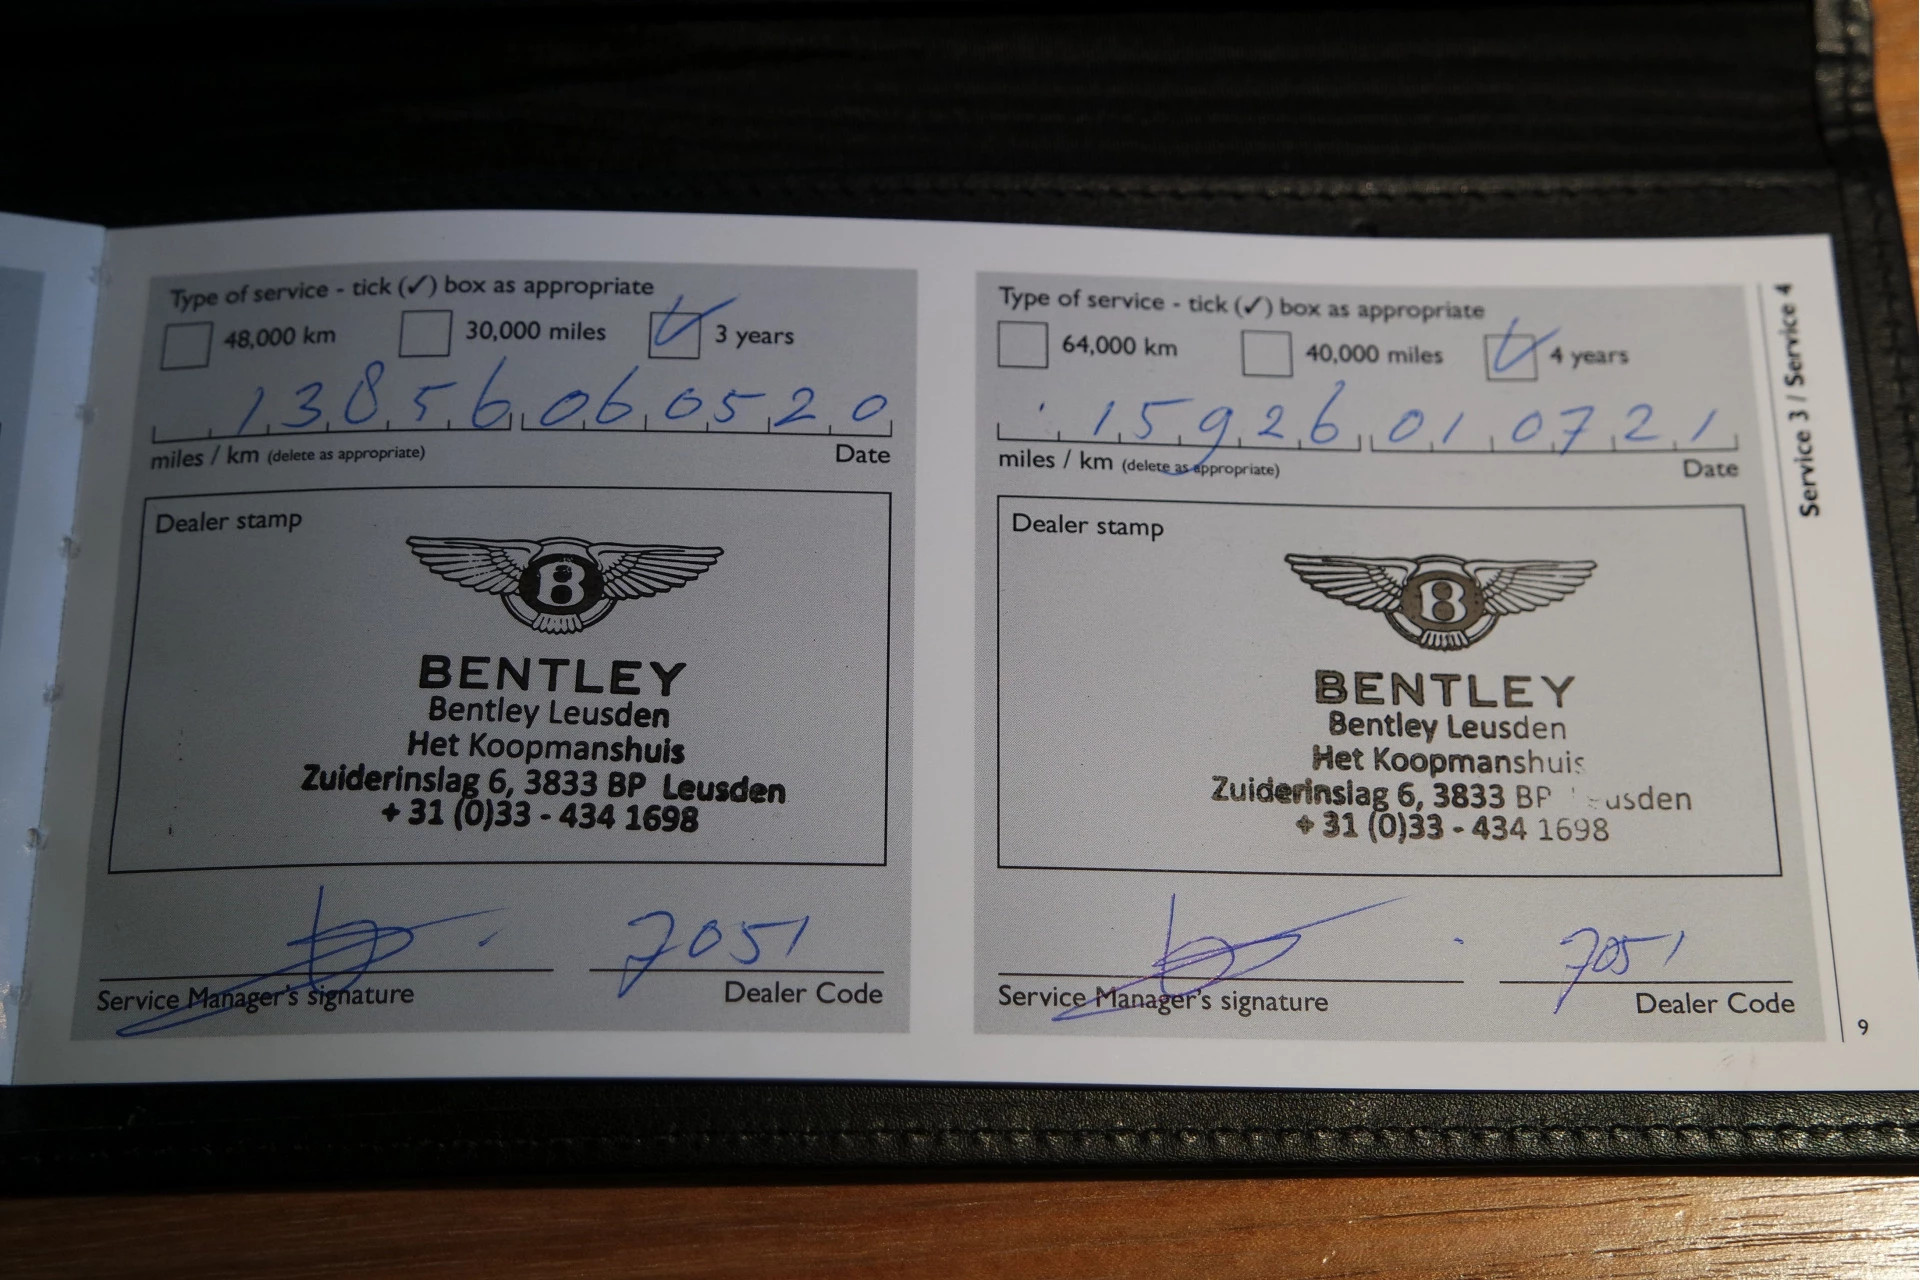 Type of service - tick (✓) box as appropriate
48,000 km 30,000 miles 3 years
13856 060520
miles / km (delete as appropriate) Date
Dealer stamp
B
BENTLEY
Bentley Leusden
Het Koopmanshuis
Zuiderinslag 6, 3833 BP Leusden
+ 31 (0)33 - 434 1698
7051
Service Manager's signature Dealer Code
Type of service - tick (✓) box as appropriate
64,000 km 40,000 miles 4 years
15926 010721
miles / km (delete as appropriate) Date
Dealer stamp
B
BENTLEY
Bentley Leusden
Het Koopmanshuis
Zuiderinslag 6, 3833 BP Leusden
+ 31 (0)33 - 434 1698
7051
Service Manager's signature Dealer Code
Service 3 / Service 4
9